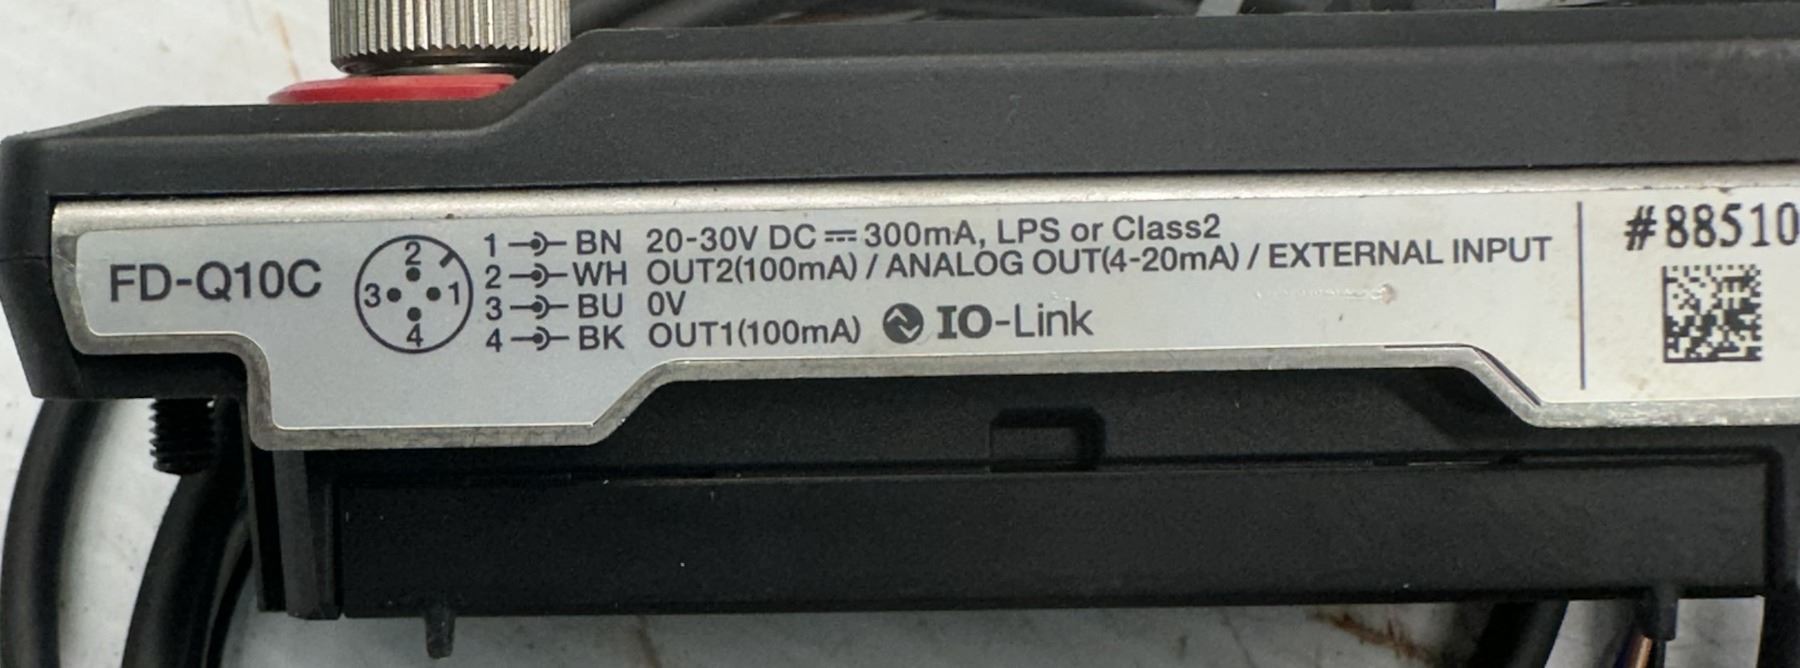 FD-Q10C
2
3 1
4
1 BN 20-30V DC 300mA, LPS or Class2
2 WH OUT2(100mA) / ANALOG OUT(4-20mA) / EXTERNAL INPUT
3 BU 0V
4 BK OUT1(100mA) IO-Link
#88510